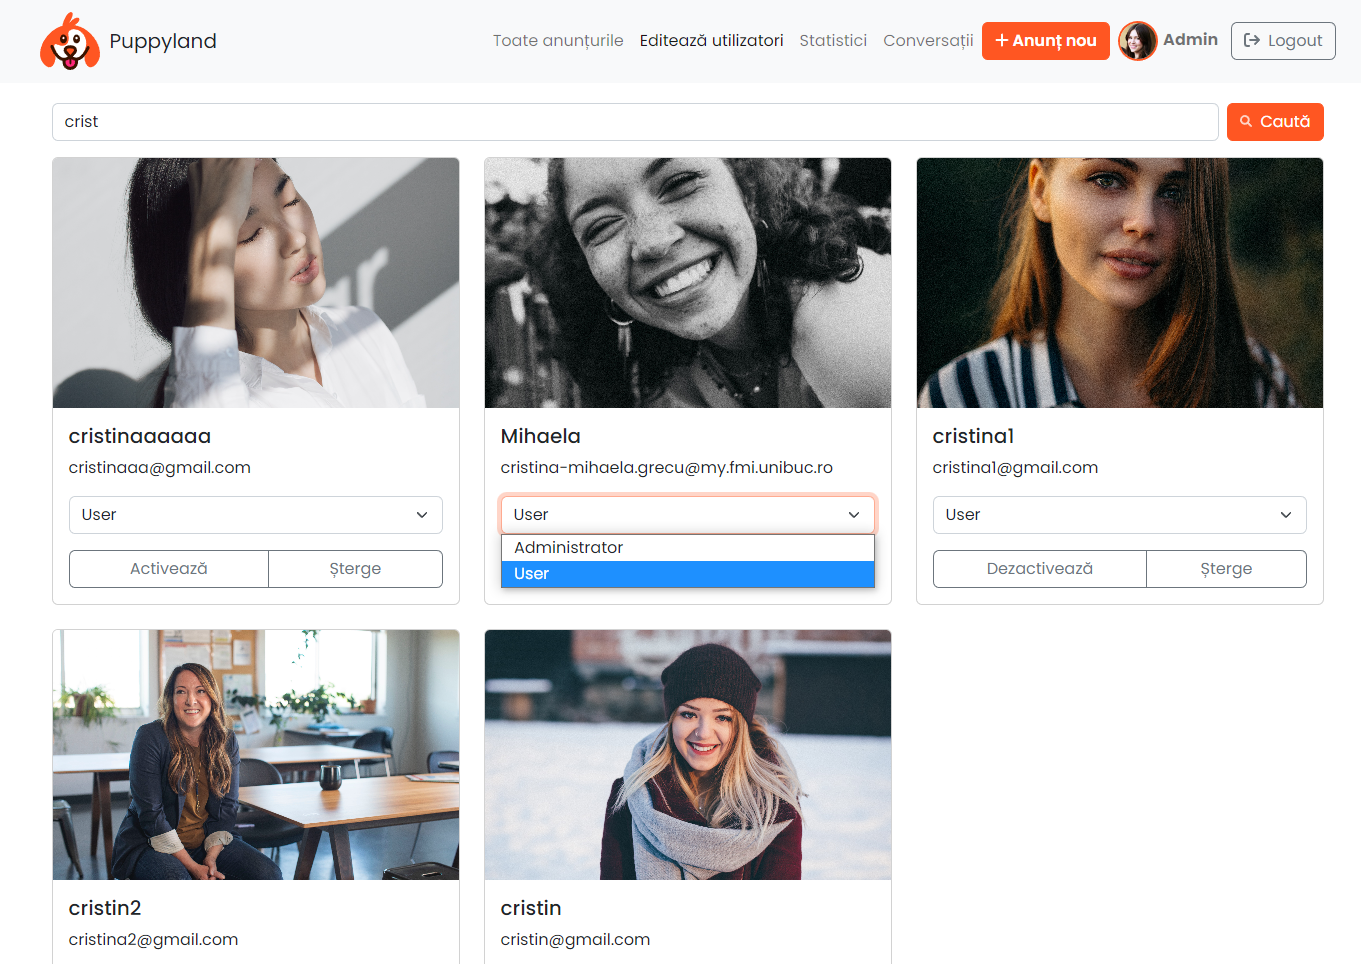 Puppyland
Toate anunțurile
Editează utilizatori
Statistici
Conversații
+ Anunț nou
Admin
Logout
crist
Caută
cristinaaaaaa
cristinaaa@gmail.com
User
Activează
Șterge
Mihaela
cristina-mihaela.grecu@my.fmi.unibuc.ro
User
Administrator
User
cristina1
cristina1@gmail.com
User
Dezactivează
Șterge
cristin2
cristina2@gmail.com
cristin
cristin@gmail.com